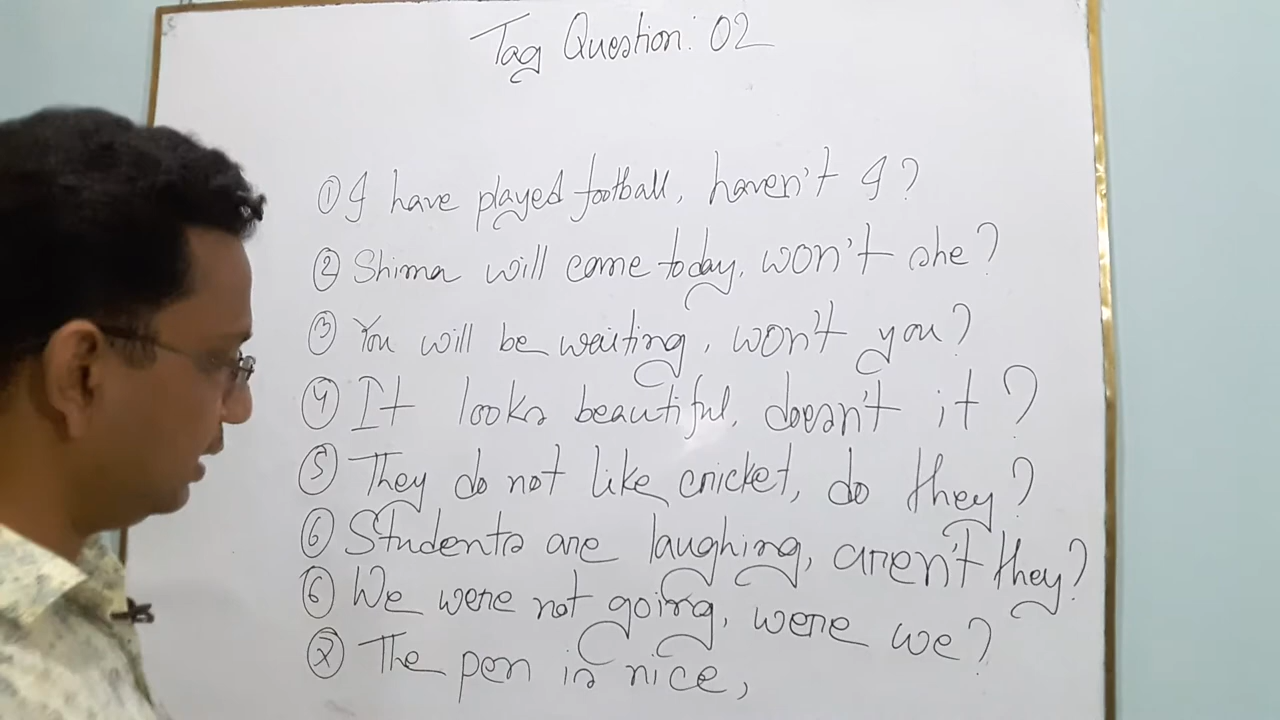 Tag Question: 02
① I have played football, haven't I?
② Shima will come today, won't she?
③ You will be waiting, won't you?
④ It looks beautiful, doesn't it?
⑤ They do not like cricket, do they?
⑥ Students are laughing, aren't they?
⑥ We were not going, were we?
⑦ The pen is nice,